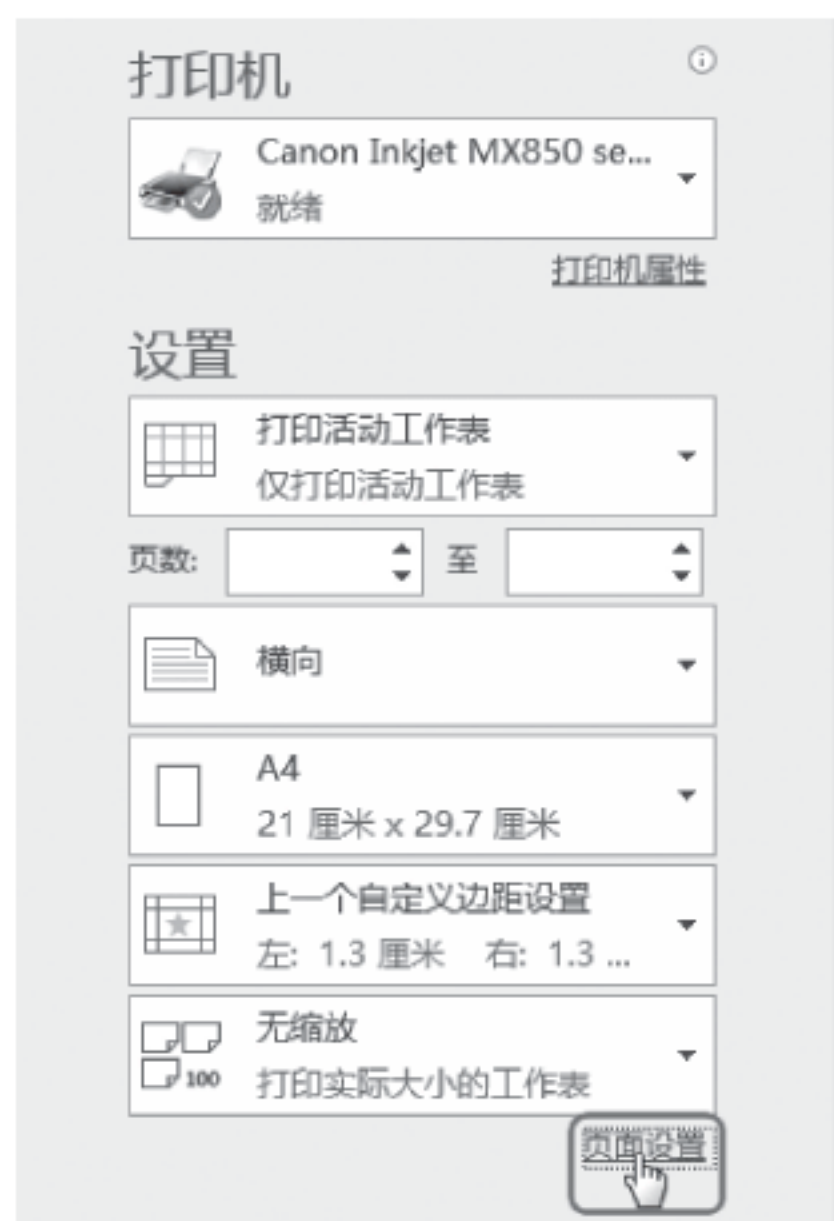 打印机
Canon Inkjet MX850 se...
就绪
打印机属性
设置
打印活动工作表
仅打印活动工作表
页数: 至
横向
A4
21 厘米 x 29.7 厘米
上一个自定义边距设置
左: 1.3 厘米 右: 1.3 ...
无缩放
100
打印实际大小的工作表
页面设置